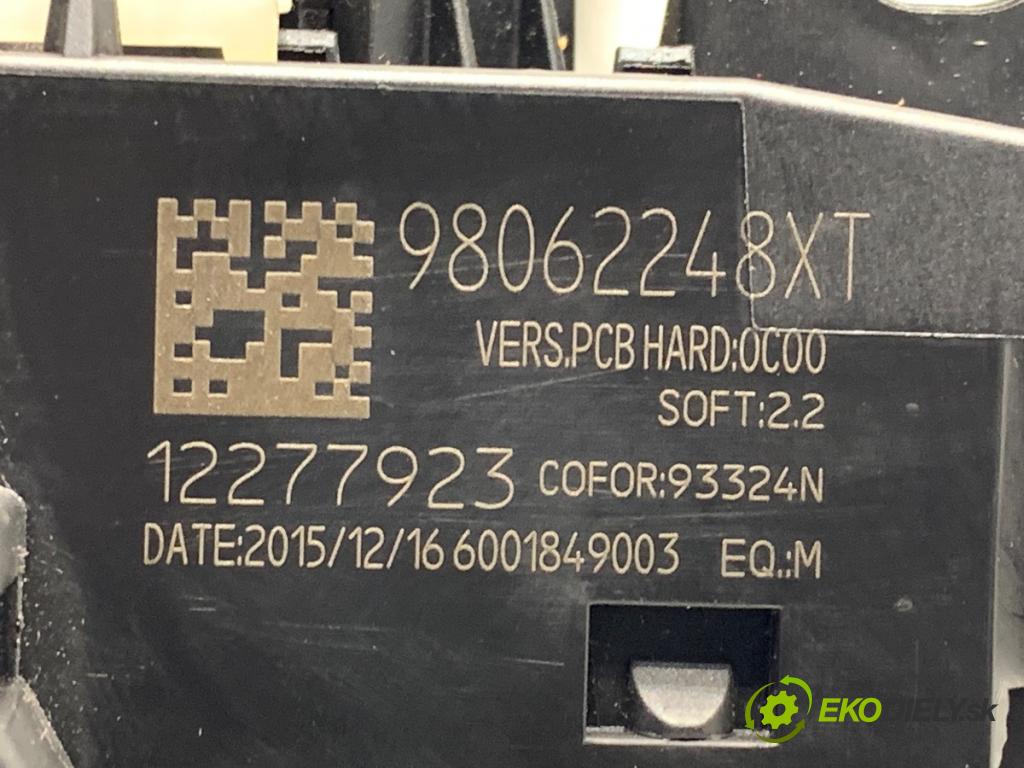 98062248XT
VERS.PCB HARD:0C00
SOFT:2.2
12277923 COFOR:93324N
DATE:2015/12/16 6001849003 EQ.:M
EKODIELY.sk